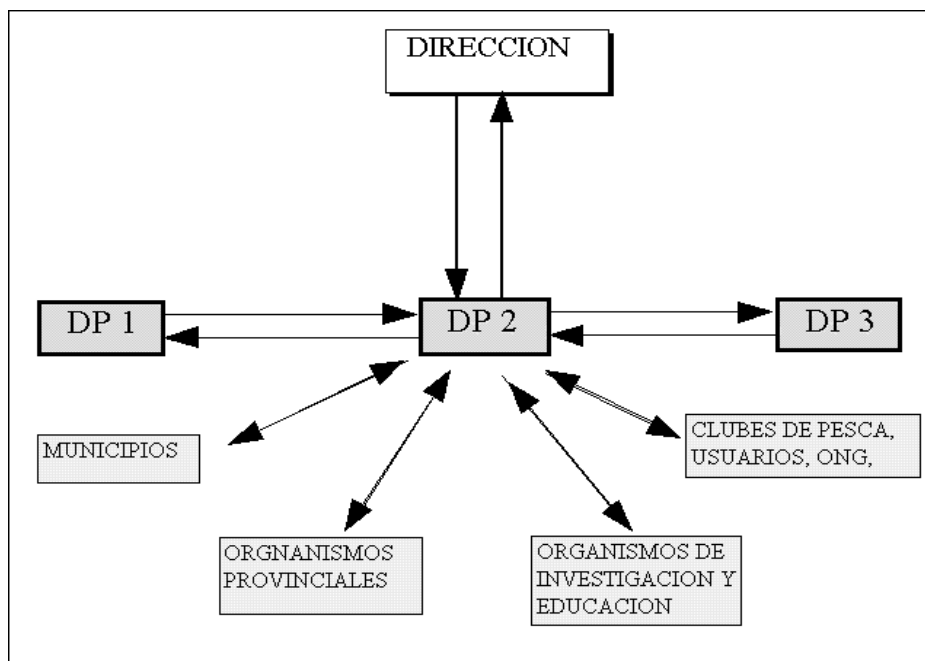 DIRECCION
DP 1
DP 2
DP 3
MUNICIPIOS
CLUBES DE PESCA,
USUARIOS, ONG,
ORGNANISMOS
PROVINCIALES
ORGANISMOS DE
INVESTIGACION Y
EDUCACION